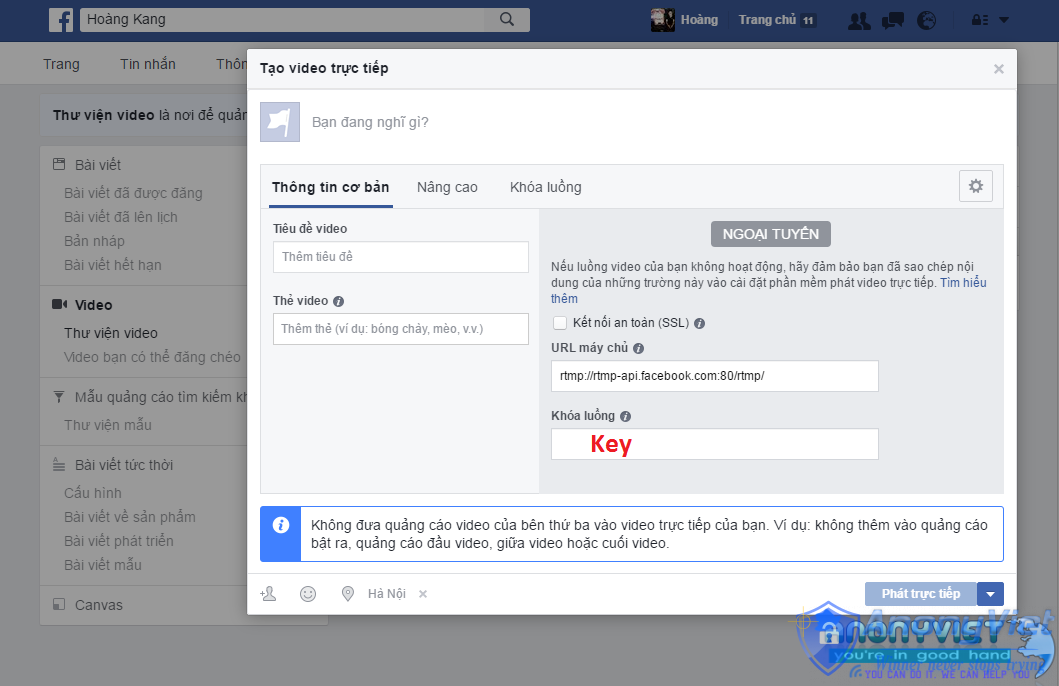 f
Hoàng Kang
Hoàng
Trang chủ 11
Trang
Tin nhắn
Thôn
Tạo video trực tiếp
Thư viện video là nơi để quản
Bạn đang nghĩ gì?
Bài viết
Bài viết đã được đăng
Bài viết đã lên lịch
Bản nháp
Bài viết hết hạn
Video
Thư viện video
Video bạn có thể đăng chéo
Mẫu quảng cáo tìm kiếm kh
Thư viện mẫu
Bài viết tức thời
Cấu hình
Bài viết về sản phẩm
Bài viết phát triển
Bài viết mẫu
Canvas
Thông tin cơ bản
Nâng cao
Khóa luồng
Tiêu đề video
Thêm tiêu đề
Thẻ video
Thêm thẻ (ví dụ: bóng chày, mèo, v.v.)
NGOẠI TUYẾN
Nếu luồng video của bạn không hoạt động, hãy đảm bảo bạn đã sao chép nội
dung của những trường này vào cài đặt phần mềm phát video trực tiếp. Tìm hiểu
thêm
Kết nối an toàn (SSL)
URL máy chủ
rtmp://rtmp-api.facebook.com:80/rtmp/
Khóa luồng
Key
Không đưa quảng cáo video của bên thứ ba vào video trực tiếp của bạn. Ví dụ: không thêm vào quảng cáo
bật ra, quảng cáo đầu video, giữa video hoặc cuối video.
Hà Nội
Phát trực tiếp
AnonyViet
ANONYVIET
you're in good hand
Winner never stops trying
YOU CAN DO IT. WE CAN HELP YOU